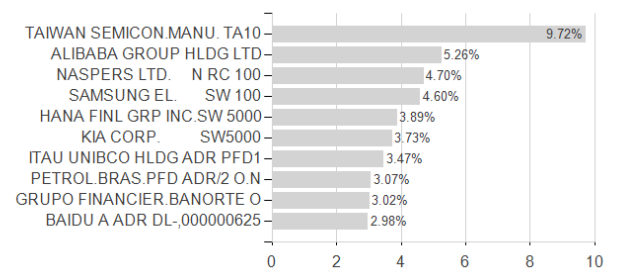 TAIWAN SEMICON.MANU. TA10 9.72%
ALIBABA GROUP HLDG LTD 5.26%
NASPERS LTD. N RC 100 4.70%
SAMSUNG EL. SW 100 4.60%
HANA FINL GRP INC.SW 5000 3.89%
KIA CORP. SW5000 3.73%
ITAU UNIBCO HLDG ADR PFD1 3.47%
PETROL.BRAS.PFD ADR/2 O.N 3.07%
GRUPO FINANCIER.BANORTE O 3.02%
BAIDU A ADR DL-,000000625 2.98%
0 2 4 6 8 10